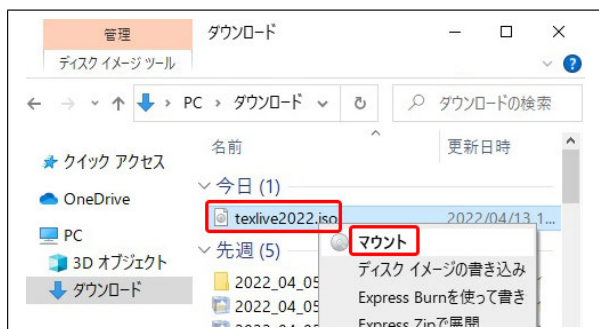 管理
ダウンロード
ディスク イメージ ツール
PC › ダウンロード
ダウンロードの検索
クイック アクセス
OneDrive
PC
3D オブジェクト
ダウンロード
名前
更新日時
今日 (1)
texlive2022.iso
2022/04/13 1...
先週 (5)
2022_04_05
2022_04_05
マウント
ディスク イメージの書き込み
Express Burnを使って書き
Express Zipで展開